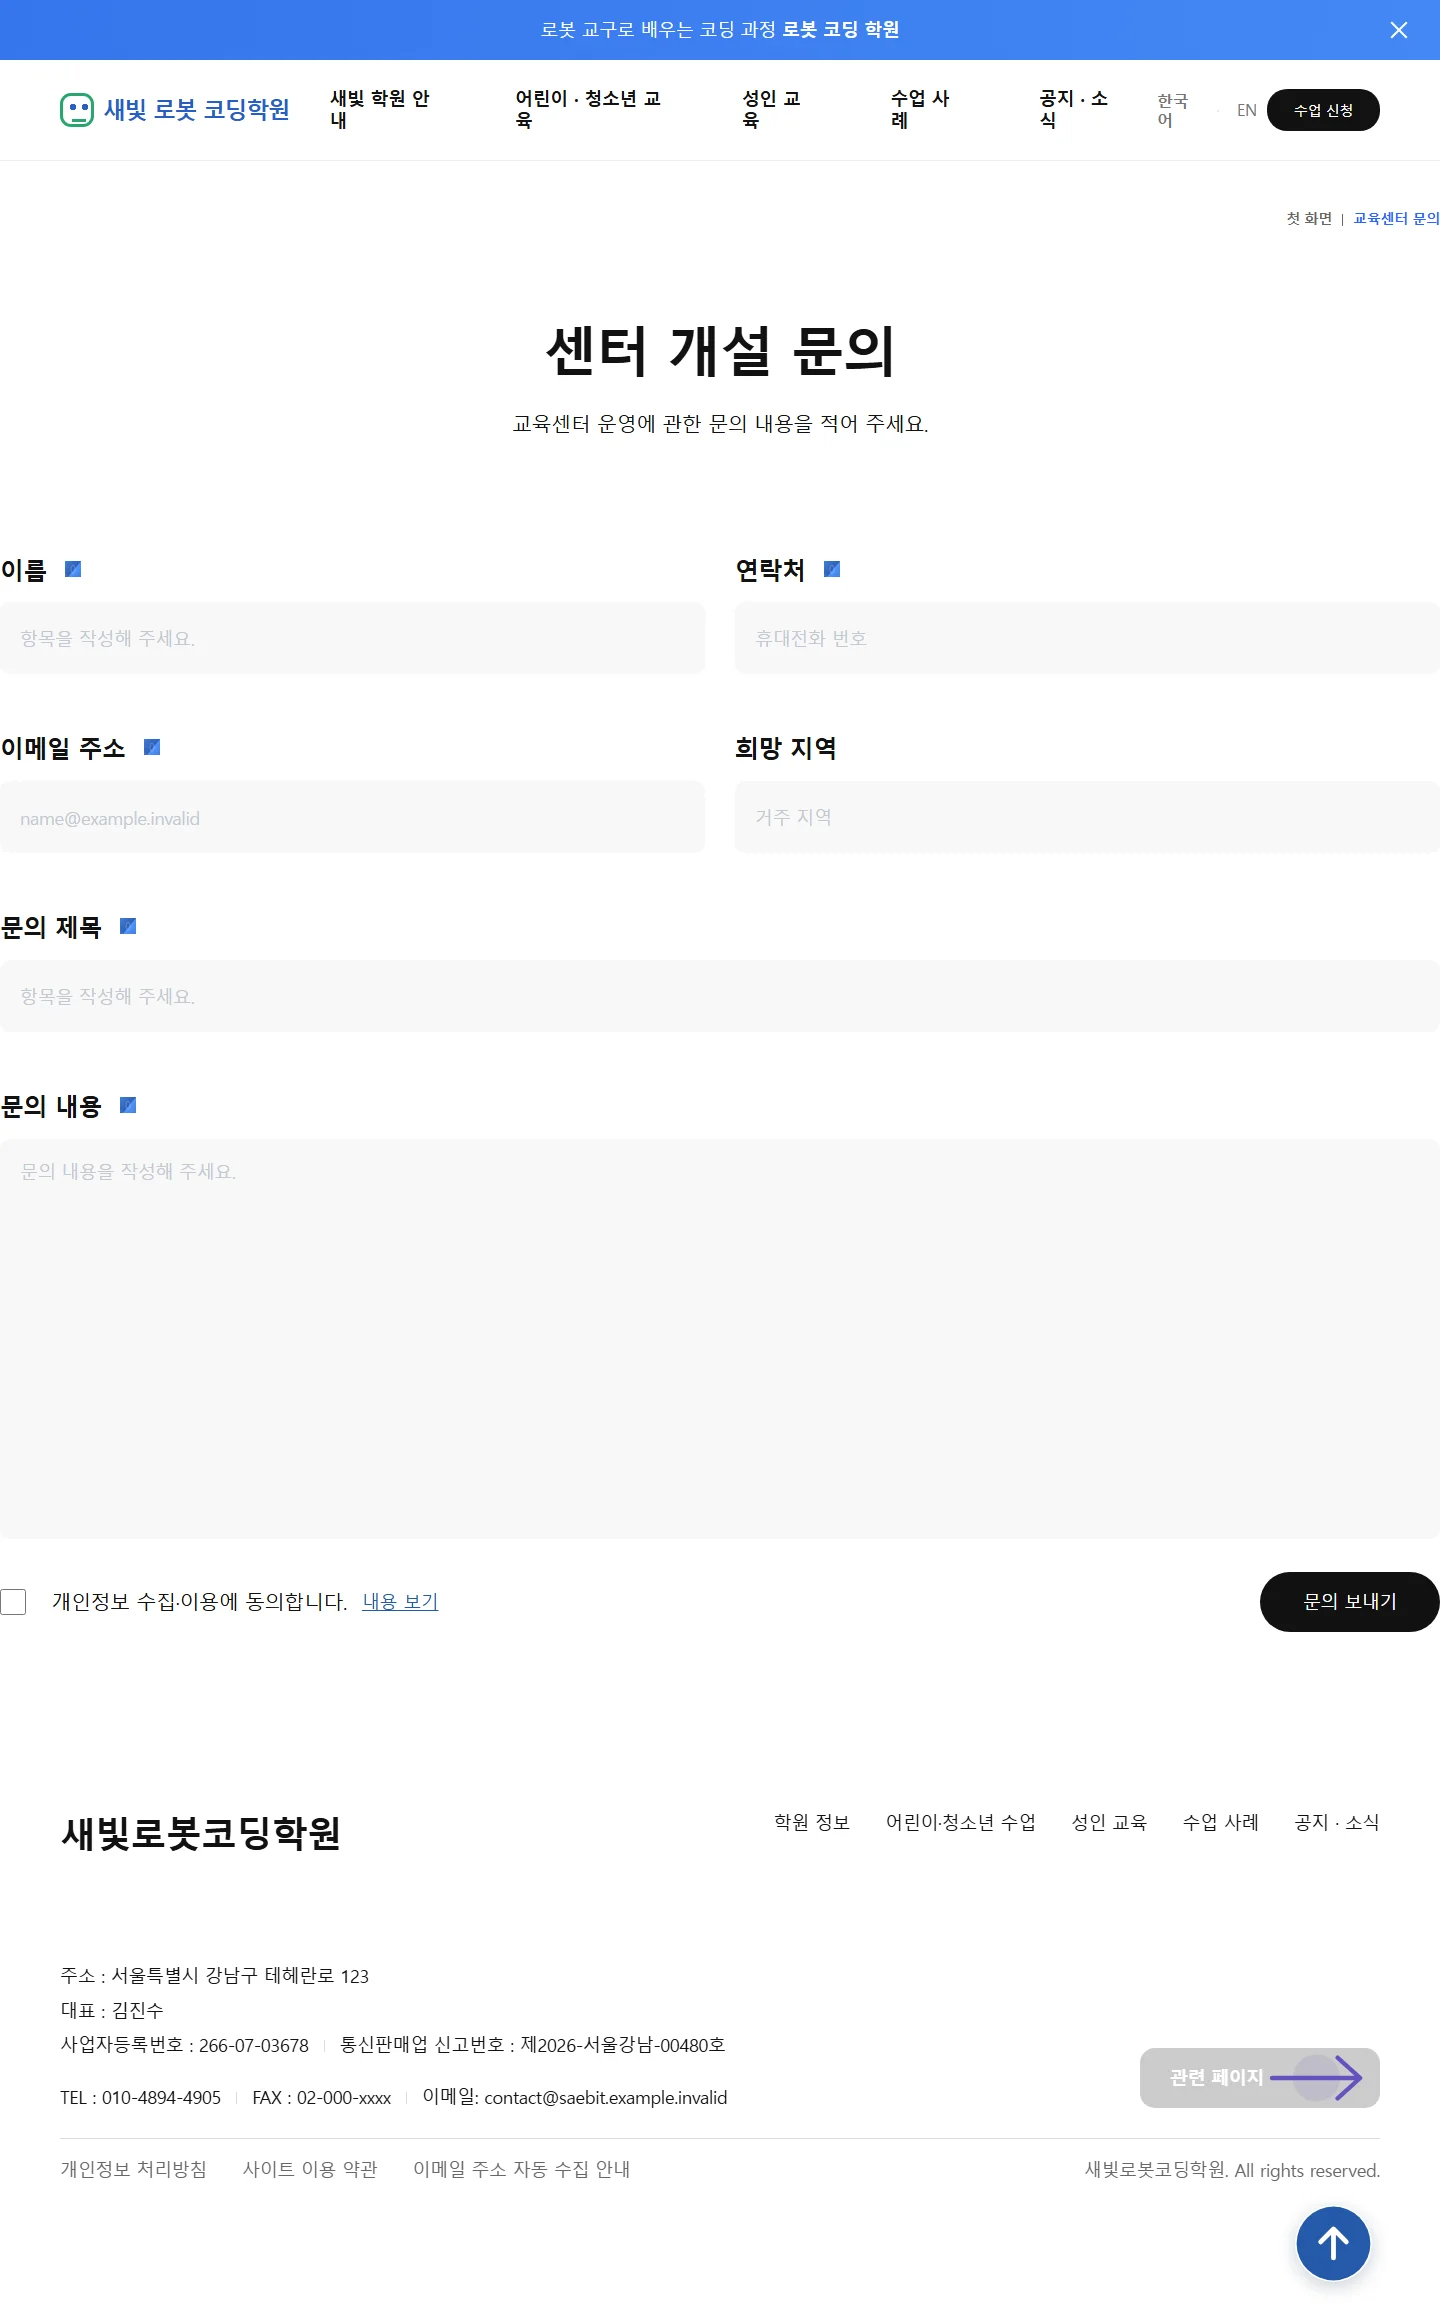 로봇 교구로 배우는 코딩 과정 로봇 코딩 학원
새빛 로봇 코딩학원
새빛 학원 안
내
어린이 · 청소년 교
육
성인 교
육
수업 사
례
공지 · 소
식
한국
어
EN
수업 신청
첫 화면 | 교육센터 문의
센터 개설 문의
교육센터 운영에 관한 문의 내용을 적어 주세요.
이름
항목을 작성해 주세요.
연락처
휴대전화 번호
이메일 주소
name@example.invalid
희망 지역
거주 지역
문의 제목
항목을 작성해 주세요.
문의 내용
문의 내용을 작성해 주세요.
개인정보 수집·이용에 동의합니다. 내용 보기
문의 보내기
새빛로봇코딩학원
학원 정보 어린이·청소년 수업 성인 교육 수업 사례 공지 · 소식
주소 : 서울특별시 강남구 테헤란로 123
대표 : 김진수
사업자등록번호 : 266-07-03678 | 통신판매업 신고번호 : 제2026-서울강남-00480호
TEL : 010-4894-4905 | FAX : 02-000-xxxx | 이메일: contact@saebit.example.invalid
관련 페이지
개인정보 처리방침 사이트 이용 약관 이메일 주소 자동 수집 안내
새빛로봇코딩학원. All rights reserved.